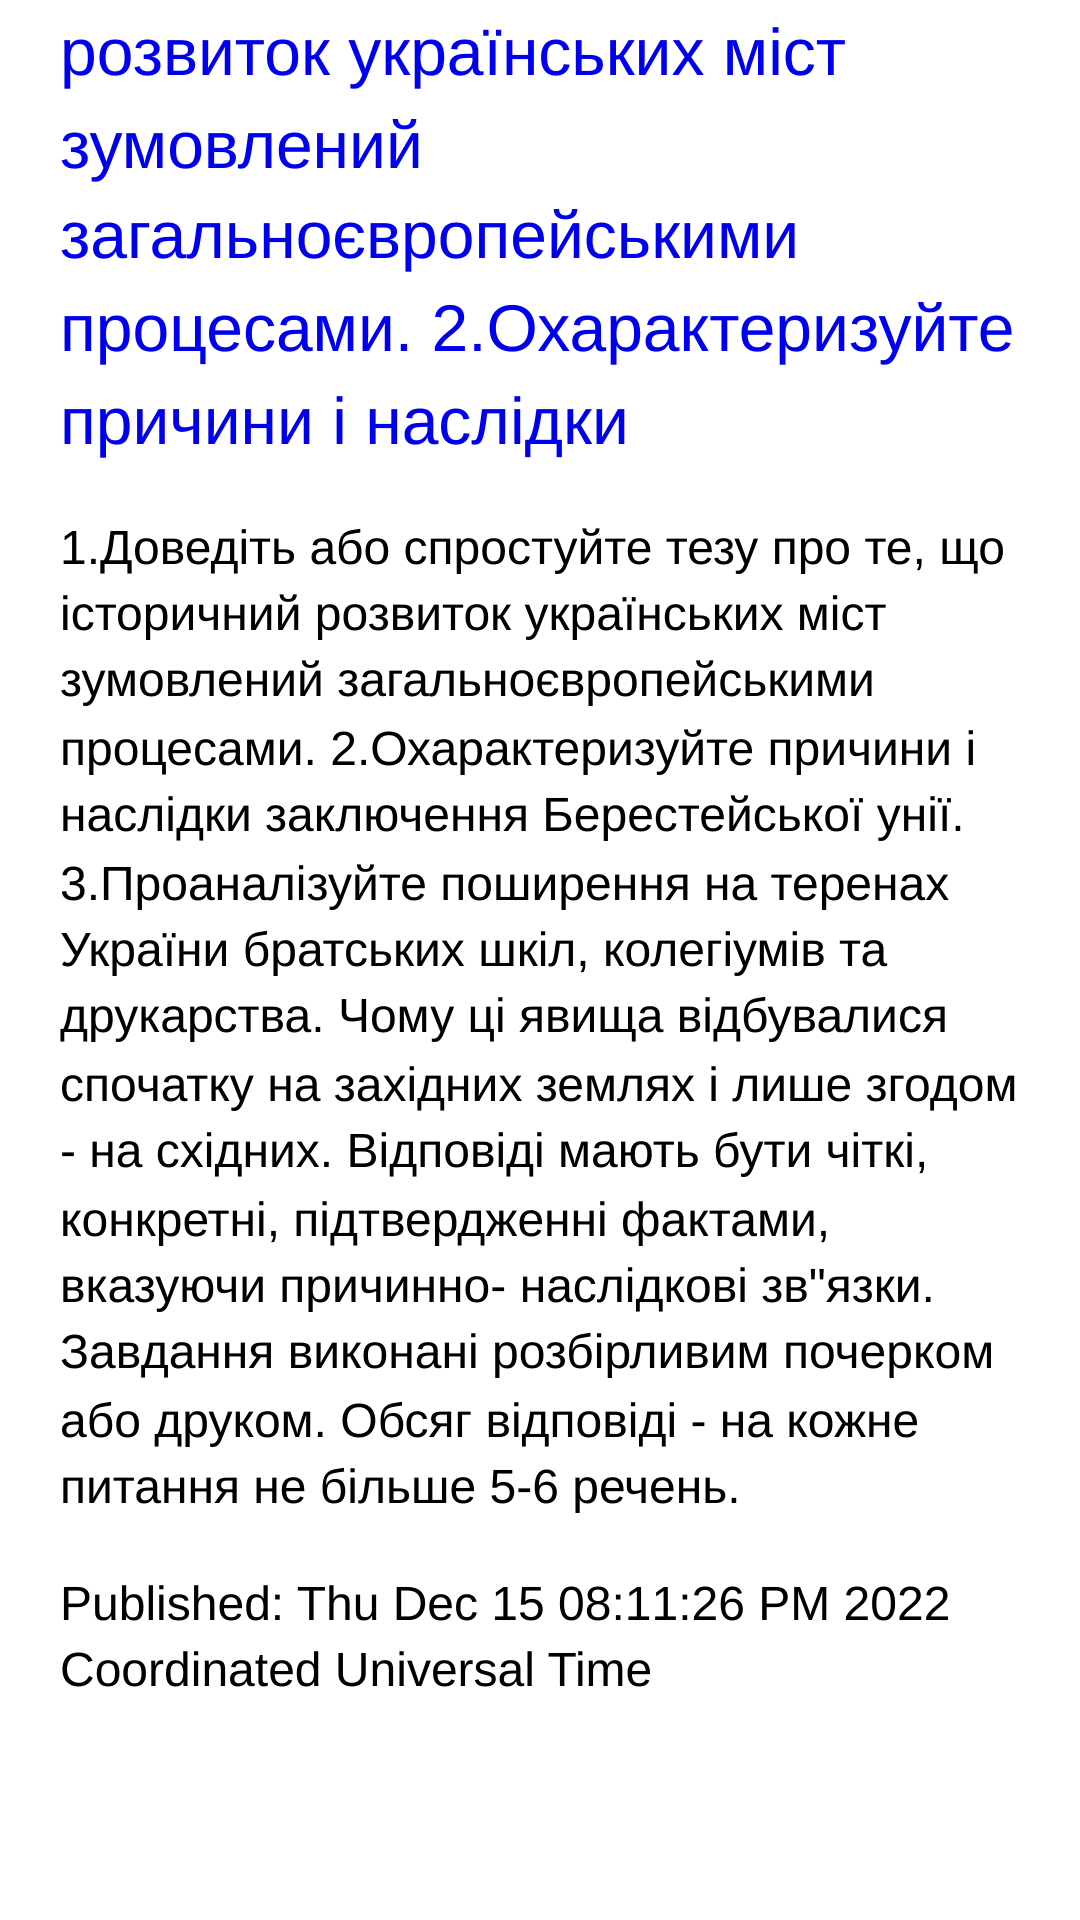 розвиток українських міст
зумовлений
загальноєвропейськими
процесами. 2.Охарактеризуйте
причини і наслідки
1.Доведіть або спростуйте тезу про те, що
історичний розвиток українських міст
зумовлений загальноєвропейськими
процесами. 2.Охарактеризуйте причини і
наслідки заключення Берестейської унії.
3.Проаналізуйте поширення на теренах
України братських шкіл, колегіумів та
друкарства. Чому ці явища відбувалися
спочатку на західних землях і лише згодом
- на східних. Відповіді мають бути чіткі,
конкретні, підтвердженні фактами,
вказуючи причинно- наслідкові зв"язки.
Завдання виконані розбірливим почерком
або друком. Обсяг відповіді - на кожне
питання не більше 5-6 речень.
Published: Thu Dec 15 08:11:26 PM 2022
Coordinated Universal Time